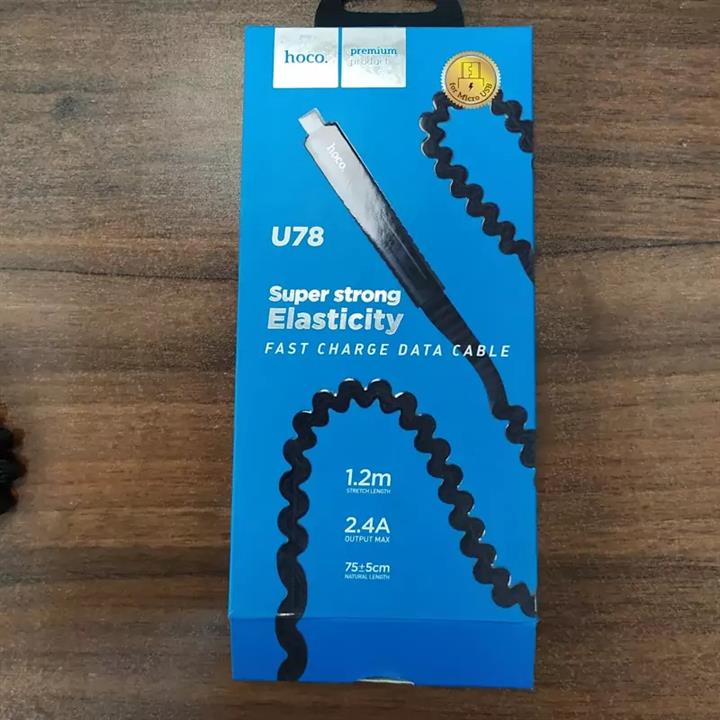 hoco.
premium
product
for Micro USB
hoco.
U78
Super strong
Elasticity
FAST CHARGE DATA CABLE
1.2m
STRETCH LENGTH
2.4A
OUTPUT MAX
75±5cm
NATURAL LENGTH